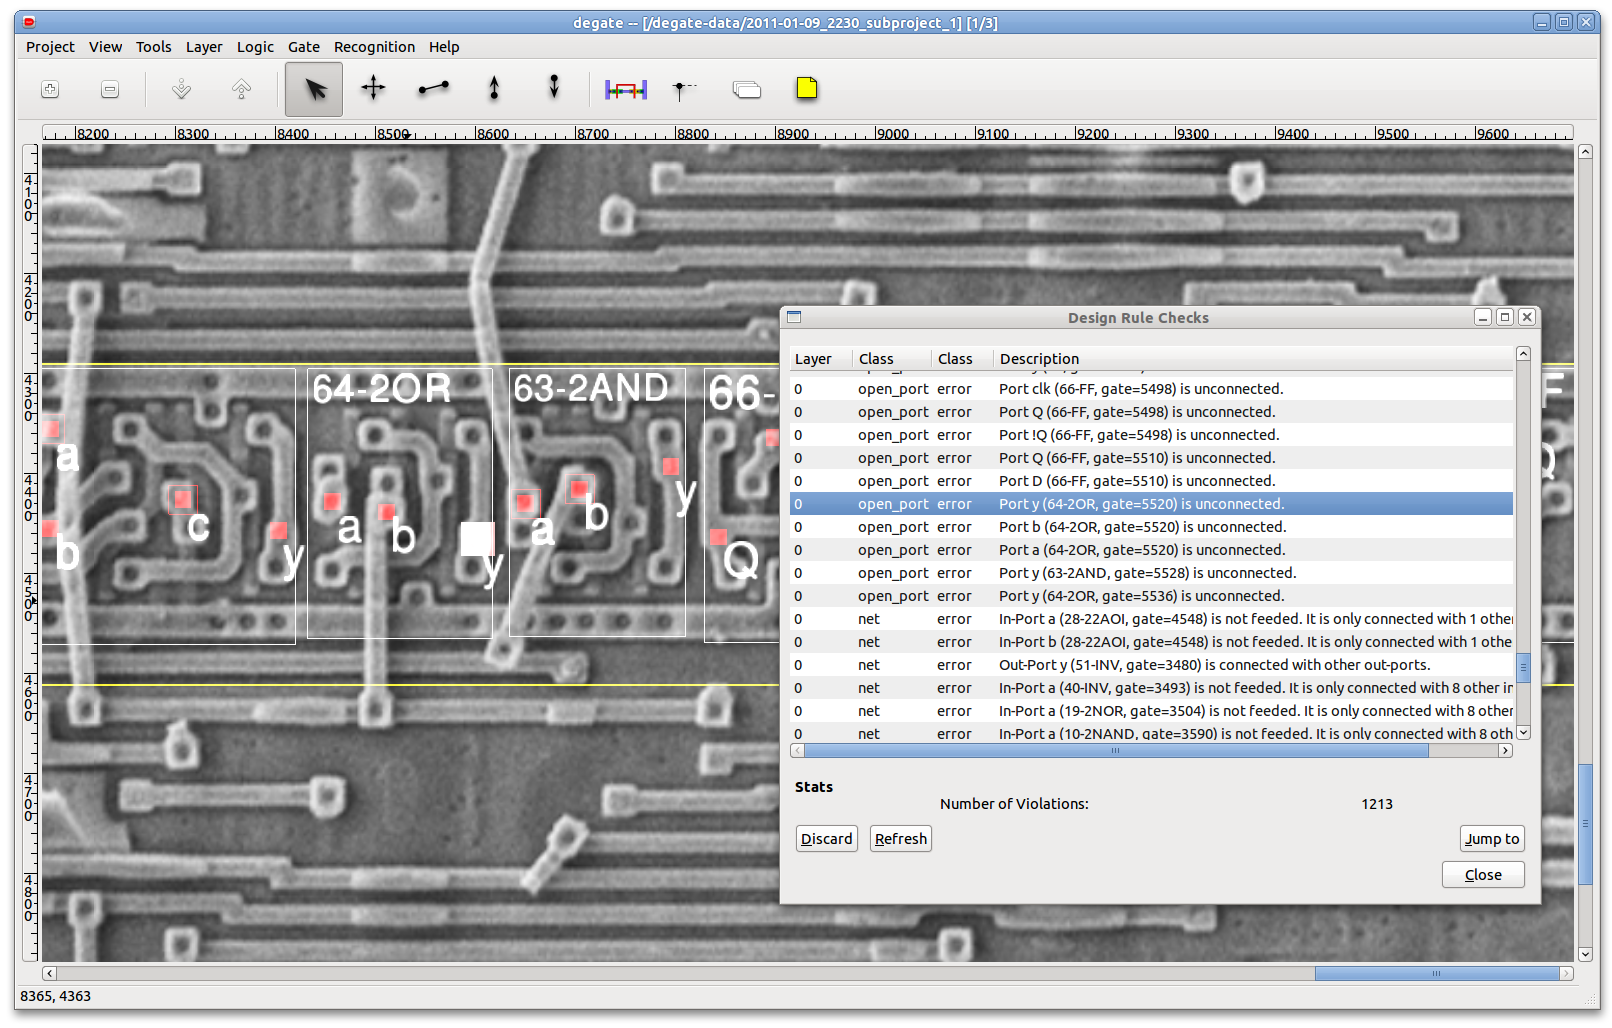 degate -- [/degate-data/2011-01-09_2230_subproject_1] [1/3]
Project View Tools Layer Logic Gate Recognition Help
8200 8300 8400 8500 8600 8700 8800 8900 9000 9100 9200 9300 9400 9500 9600
4100
4200
4300
4400
4500
4600
4700
4800
64-2OR 63-2AND 66-
F
a
b
c
y
a
b
y
a
b
y
Q
Q
Design Rule Checks
Layer Class Class Description
0 open_port error Port clk (66-FF, gate=5498) is unconnected.
0 open_port error Port Q (66-FF, gate=5498) is unconnected.
0 open_port error Port !Q (66-FF, gate=5498) is unconnected.
0 open_port error Port Q (66-FF, gate=5510) is unconnected.
0 open_port error Port D (66-FF, gate=5510) is unconnected.
0 open_port error Port y (64-2OR, gate=5520) is unconnected.
0 open_port error Port b (64-2OR, gate=5520) is unconnected.
0 open_port error Port a (64-2OR, gate=5520) is unconnected.
0 open_port error Port y (63-2AND, gate=5528) is unconnected.
0 open_port error Port y (64-2OR, gate=5536) is unconnected.
0 net error In-Port a (28-22AOI, gate=4548) is not feeded. It is only connected with 1 other
0 net error In-Port b (28-22AOI, gate=4548) is not feeded. It is only connected with 1 othe
0 net error Out-Port y (51-INV, gate=3480) is connected with other out-ports.
0 net error In-Port a (40-INV, gate=3493) is not feeded. It is only connected with 8 other in
0 net error In-Port a (19-2NOR, gate=3504) is not feeded. It is only connected with 8 other
0 net error In-Port a (10-2NAND, gate=3590) is not feeded. It is only connected with 8 oth
Stats
Number of Violations: 1213
Discard Refresh Jump to
Close
8365, 4363